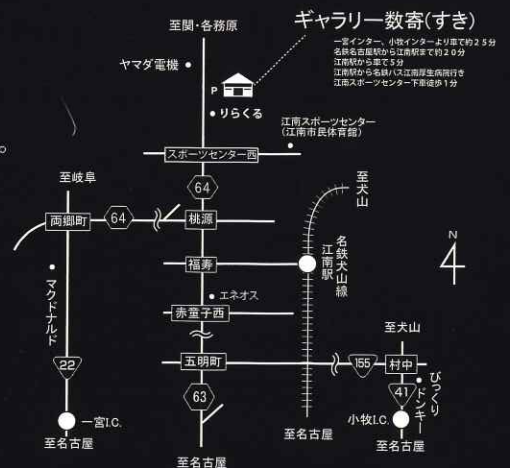 ギャラリー数寄(すき)
一宮インター、小牧インターより車で約25分
名鉄名古屋駅から江南駅まで約20分
江南駅から車で5分
江南駅から名鉄バス江南厚生病院行き
江南スポーツセンター下車徒歩1分
至関・各務原
ヤマダ電機
P
りらくる
江南スポーツセンター
(江南市民体育館)
スポーツセンター西
64
至岐阜
至犬山
両郷町
64
桃源
N
名鉄犬山線
江南駅
福寿
マクドナルド
エネオス
赤童子西
至犬山
五明町
155
村中
22
63
41
びっくりドンキー
一宮I.C.
小牧I.C.
至名古屋
至名古屋
至名古屋
至名古屋